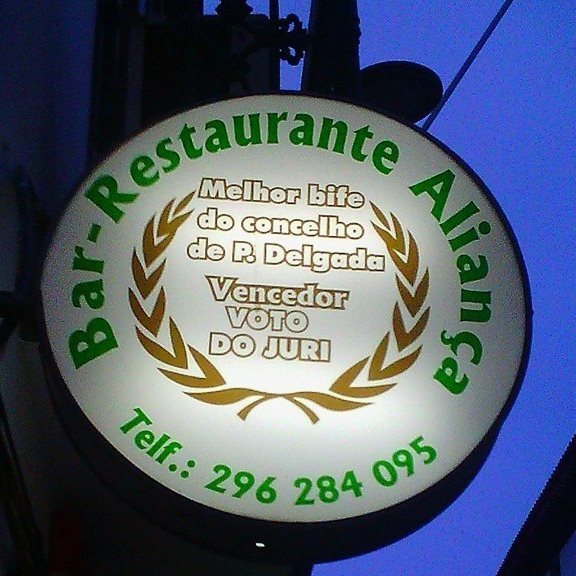 Bar-Restaurante Aliança
Melhor bife
do concelho
de P. Delgada
Vencedor
VOTO
DO JURI
Telf.: 296 284 095